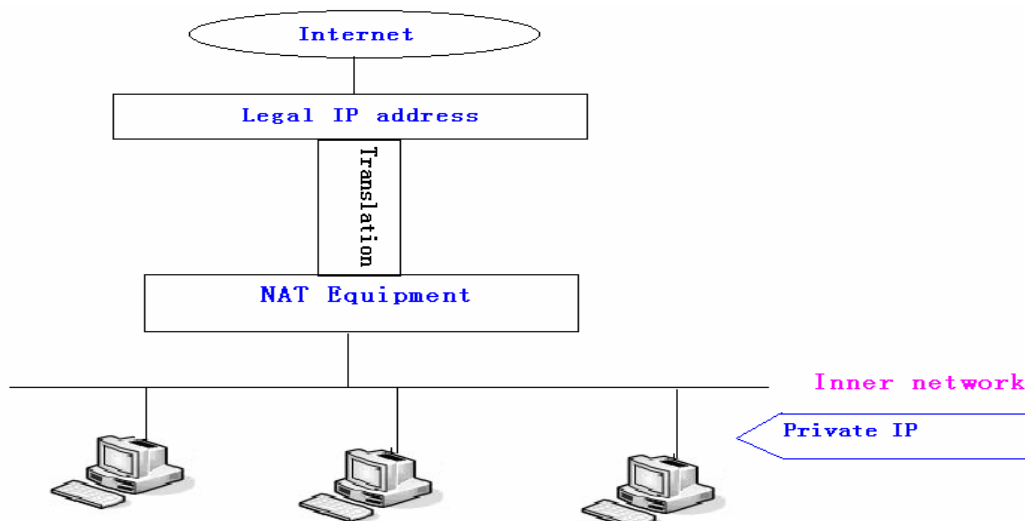 Internet
Legal IP address
Translation
NAT Equipment
Inner network
Private IP